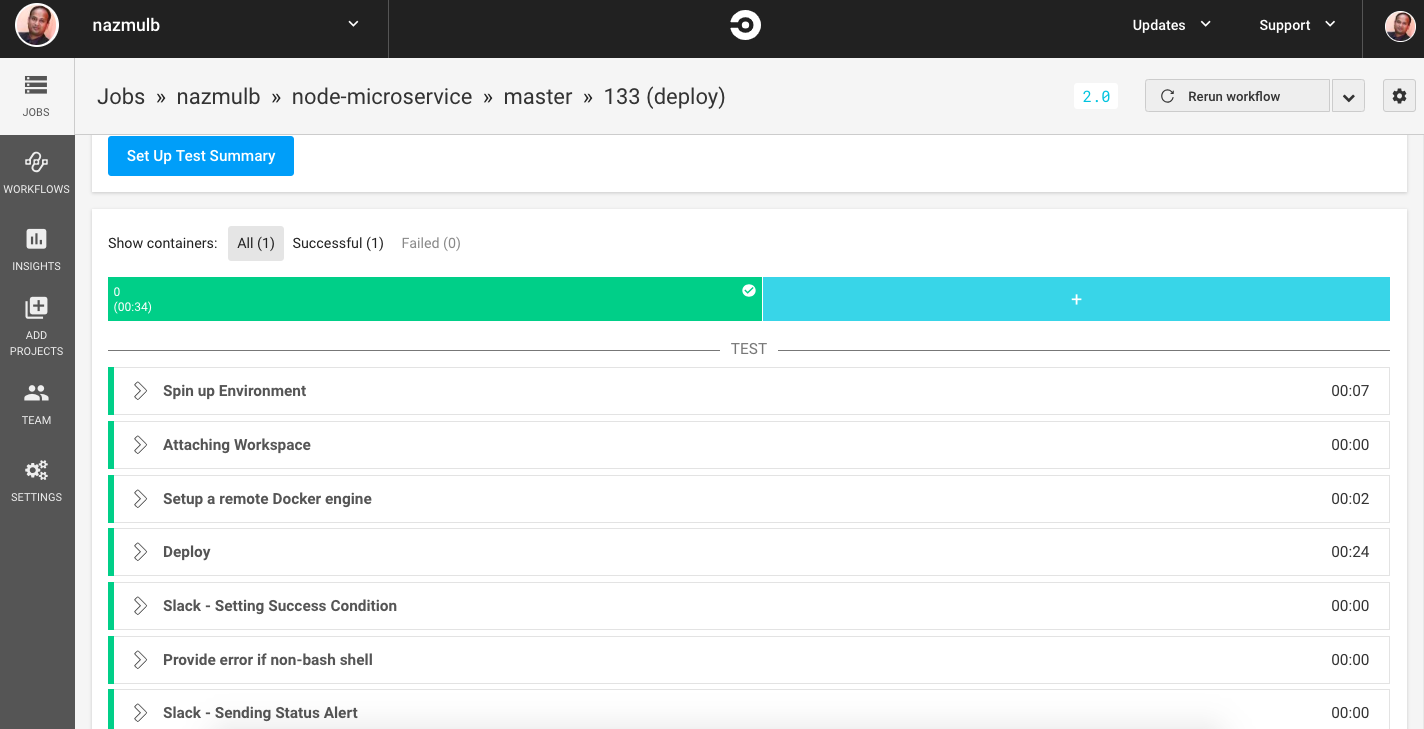 nazmulb
Updates
Support
JOBS
Jobs » nazmulb » node-microservice » master » 133 (deploy)
2.0
Rerun workflow
WORKFLOWS
INSIGHTS
ADD
PROJECTS
TEAM
SETTINGS
Set Up Test Summary
Show containers: All (1) Successful (1) Failed (0)
0
(00:34)
+
TEST
Spin up Environment 00:07
Attaching Workspace 00:00
Setup a remote Docker engine 00:02
Deploy 00:24
Slack - Setting Success Condition 00:00
Provide error if non-bash shell 00:00
Slack - Sending Status Alert 00:00